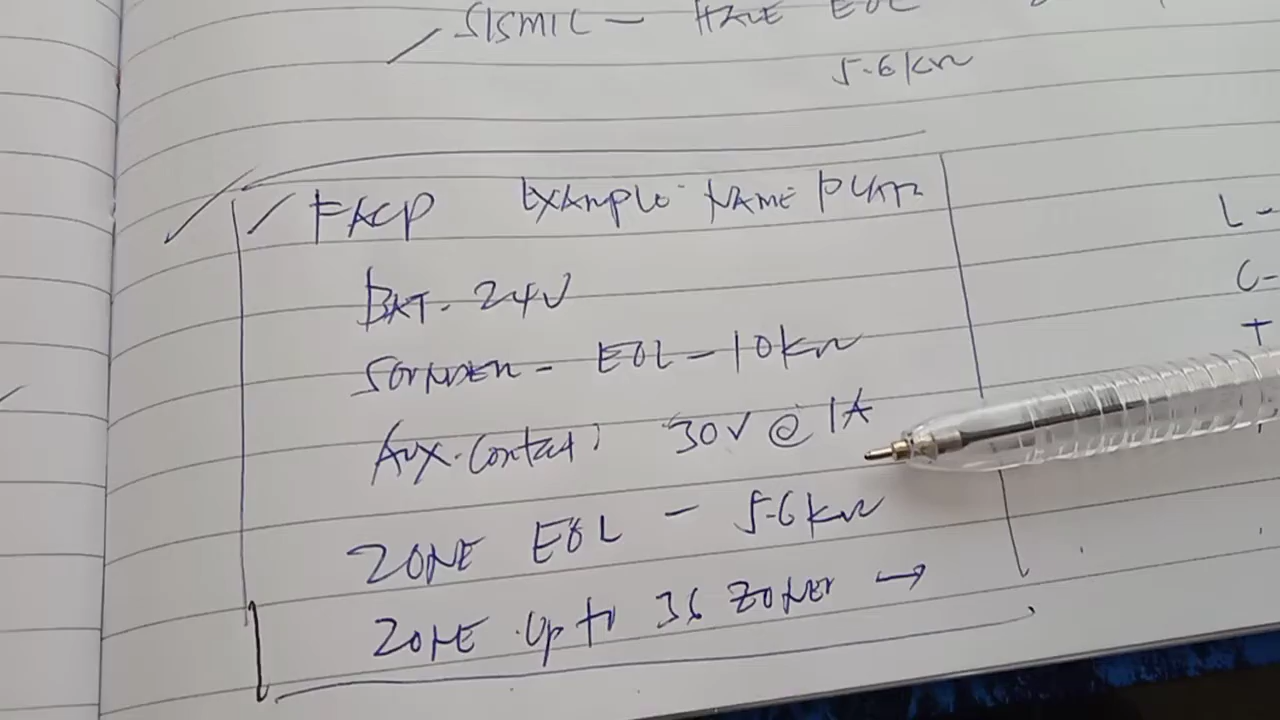 SISMIC - EOL
5.6kΩ
FACP EXAMPLE NAME PLATE
BAT - 24V
SOUNDER - EOL - 10kΩ
AUX. Contact 30V @ 1A
ZONE EOL - 5.6kΩ
ZONE up to 36 ZONES →
L -
C -
+